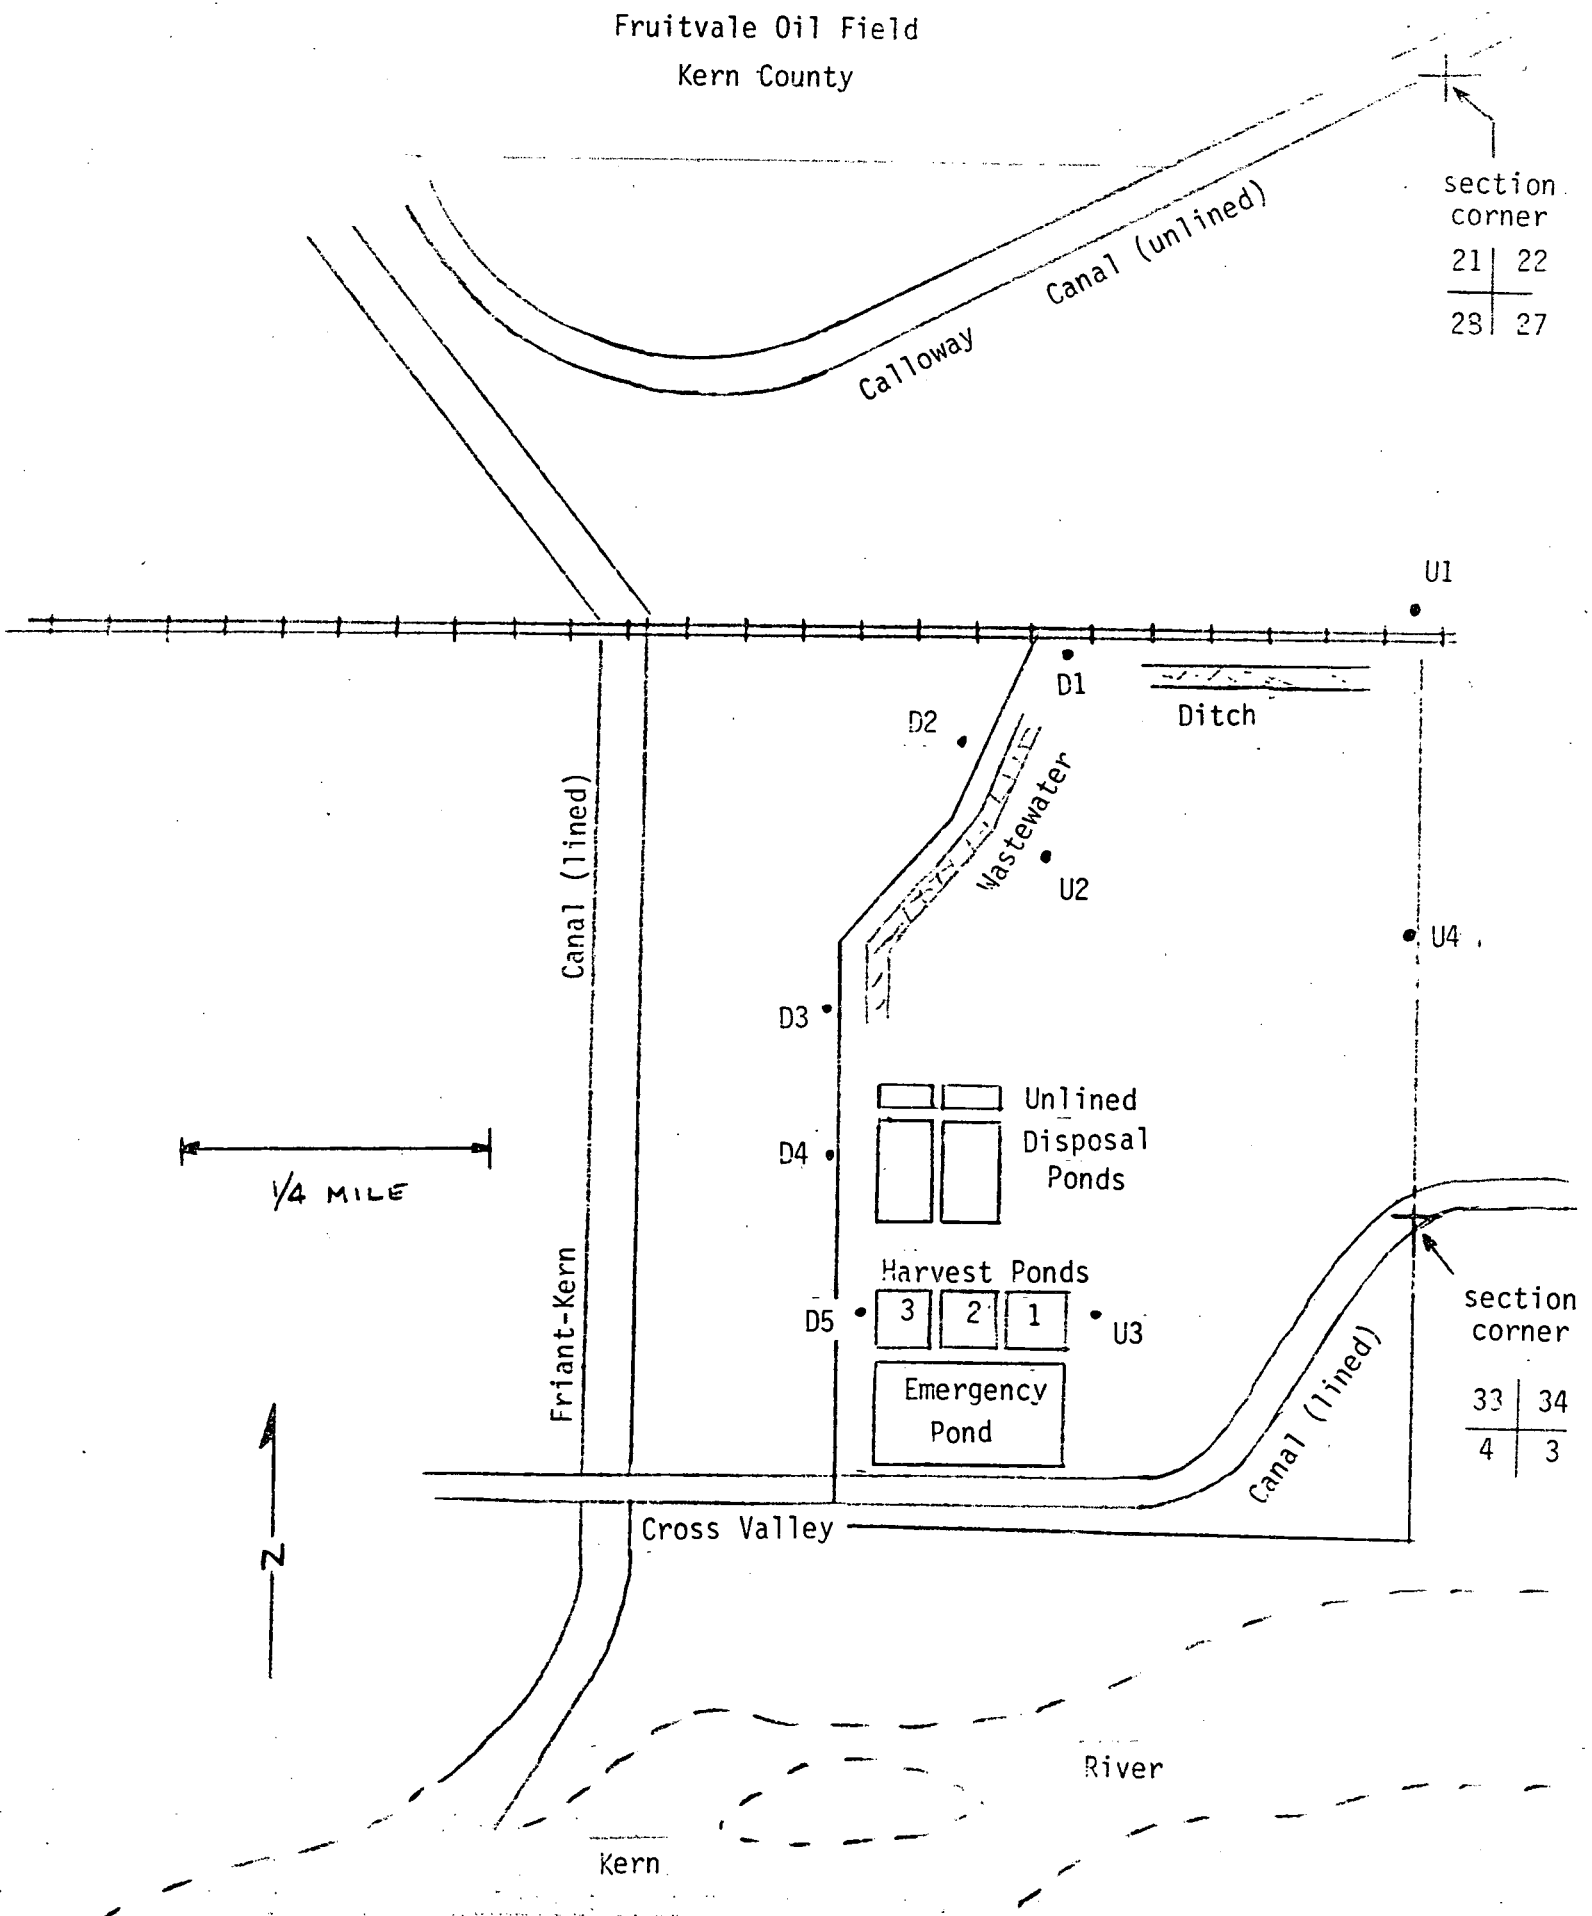 Fruitvale Oil Field
Kern County
section
corner
21 22
28 27
Canal (unlined)
Calloway
U1
D1
D2
Ditch
Wastewater
U2
Canal (lined)
U4
D3
Unlined
Disposal
Ponds
D4
1/4 MILE
Harvest Ponds
3 2 1
D5
U3
Friant-Kern
Emergency
Pond
section
corner
33 34
4 3
Canal (lined)
N
Cross Valley
River
Kern